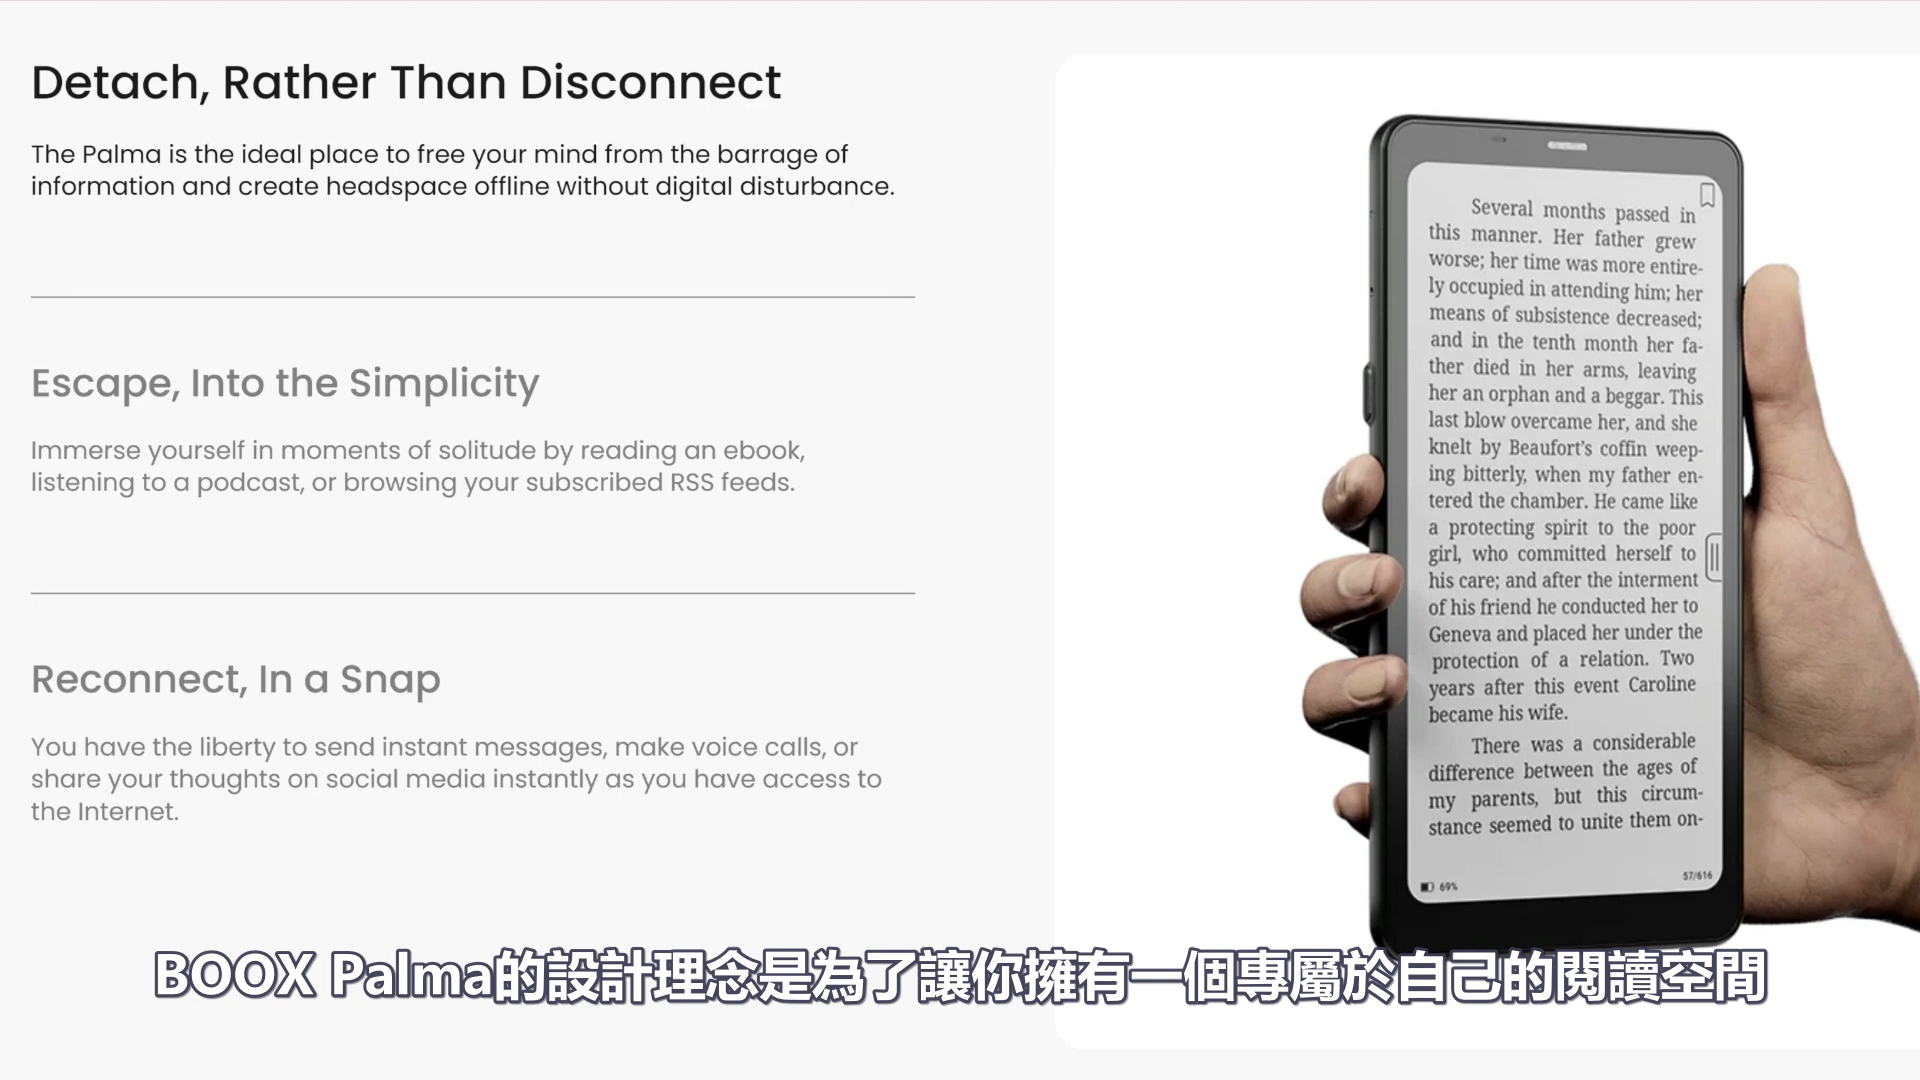 Detach, Rather Than Disconnect
The Palma is the ideal place to free your mind from the barrage of
information and create headspace offline without digital disturbance.
Escape, Into the Simplicity
Immerse yourself in moments of solitude by reading an ebook,
listening to a podcast, or browsing your subscribed RSS feeds.
Reconnect, In a Snap
You have the liberty to send instant messages, make voice calls, or
share your thoughts on social media instantly as you have access to
the Internet.
Several months passed in
this manner. Her father grew
worse; her time was more entire-
ly occupied in attending him; her
means of subsistence decreased;
and in the tenth month her fa-
ther died in her arms, leaving
her an orphan and a beggar. This
last blow overcame her, and she
knelt by Beaufort's coffin weep-
ing bitterly, when my father en-
tered the chamber. He came like
a protecting spirit to the poor
girl, who committed herself to
his care; and after the interment
of his friend he conducted her to
Geneva and placed her under the
protection of a relation. Two
years after this event Caroline
became his wife.
There was a considerable
difference between the ages of
my parents, but this circum-
stance seemed to unite them on-
69%
57/616
BOOX Palma的設計理念是為了讓你擁有一個專屬於自己的閱讀空間